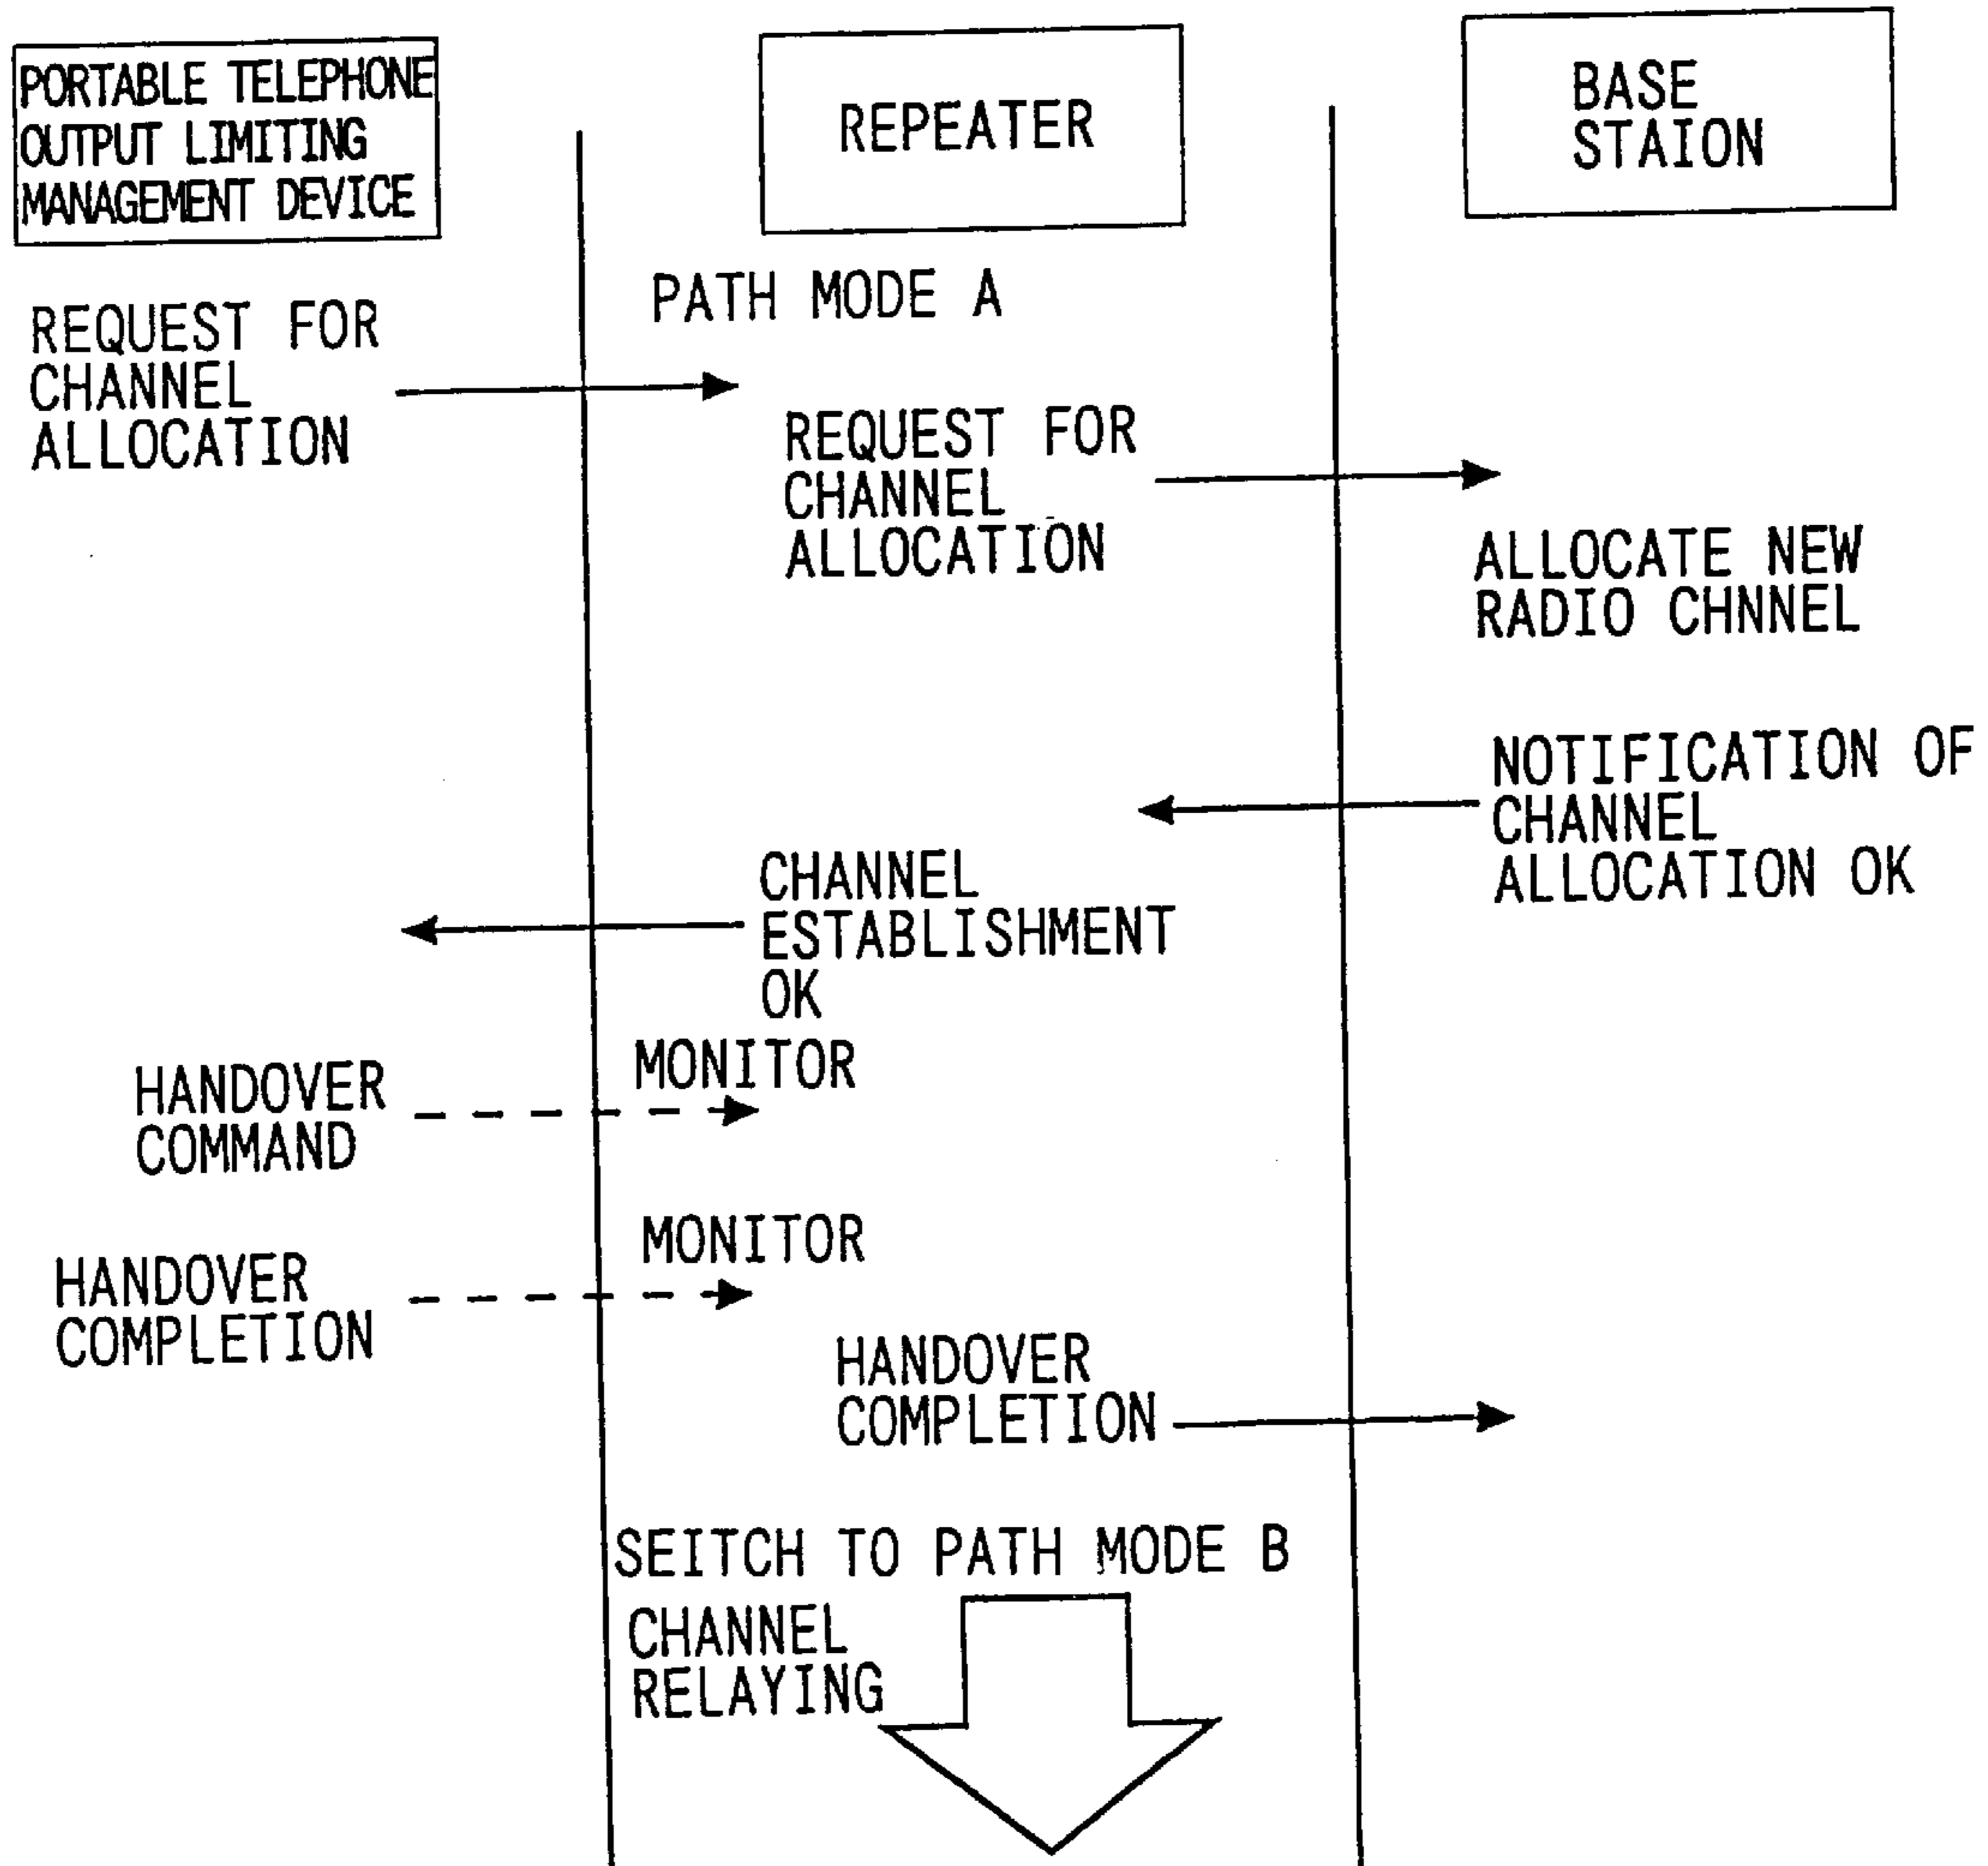 PORTABLE TELEPHONE
OUTPUT LIMITING
MANAGEMENT DEVICE
REPEATER
BASE
STAION
PATH MODE A
REQUEST FOR
CHANNEL
ALLOCATION
REQUEST FOR
CHANNEL
ALLOCATION
ALLOCATE NEW
RADIO CHNNEL
NOTIFICATION OF
CHANNEL
ALLOCATION OK
CHANNEL
ESTABLISHMENT
OK
MONITOR
HANDOVER
COMMAND
MONITOR
HANDOVER
COMPLETION
HANDOVER
COMPLETION
SEITCH TO PATH MODE B
CHANNEL
RELAYING